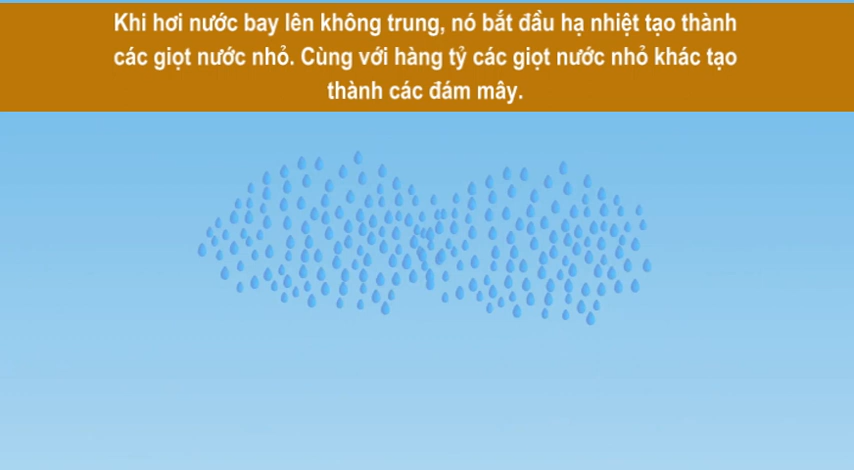 Khi hơi nước bay lên không trung, nó bắt đầu hạ nhiệt tạo thành
các giọt nước nhỏ. Cùng với hàng tỷ các giọt nước nhỏ khác tạo
thành các đám mây.